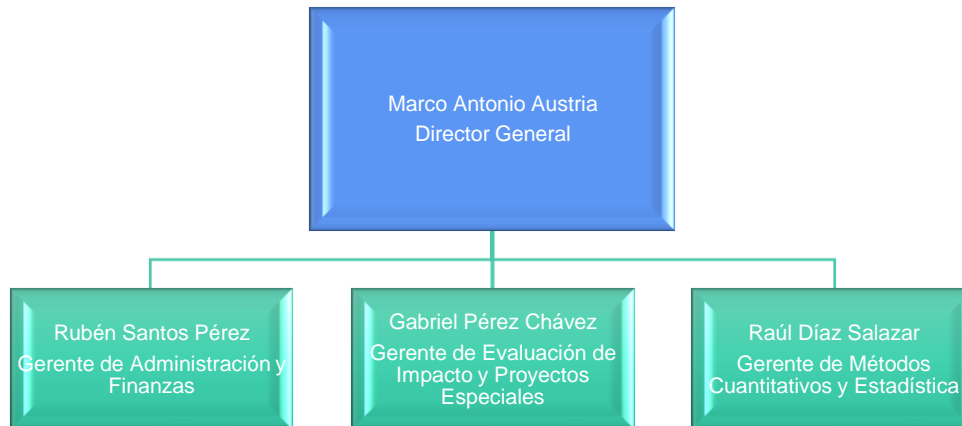 Marco Antonio Austria
Director General
Rubén Santos Pérez
Gerente de Administración y
Finanzas
Gabriel Pérez Chávez
Gerente de Evaluación de
Impacto y Proyectos
Especiales
Raúl Díaz Salazar
Gerente de Métodos
Cuantitativos y Estadística